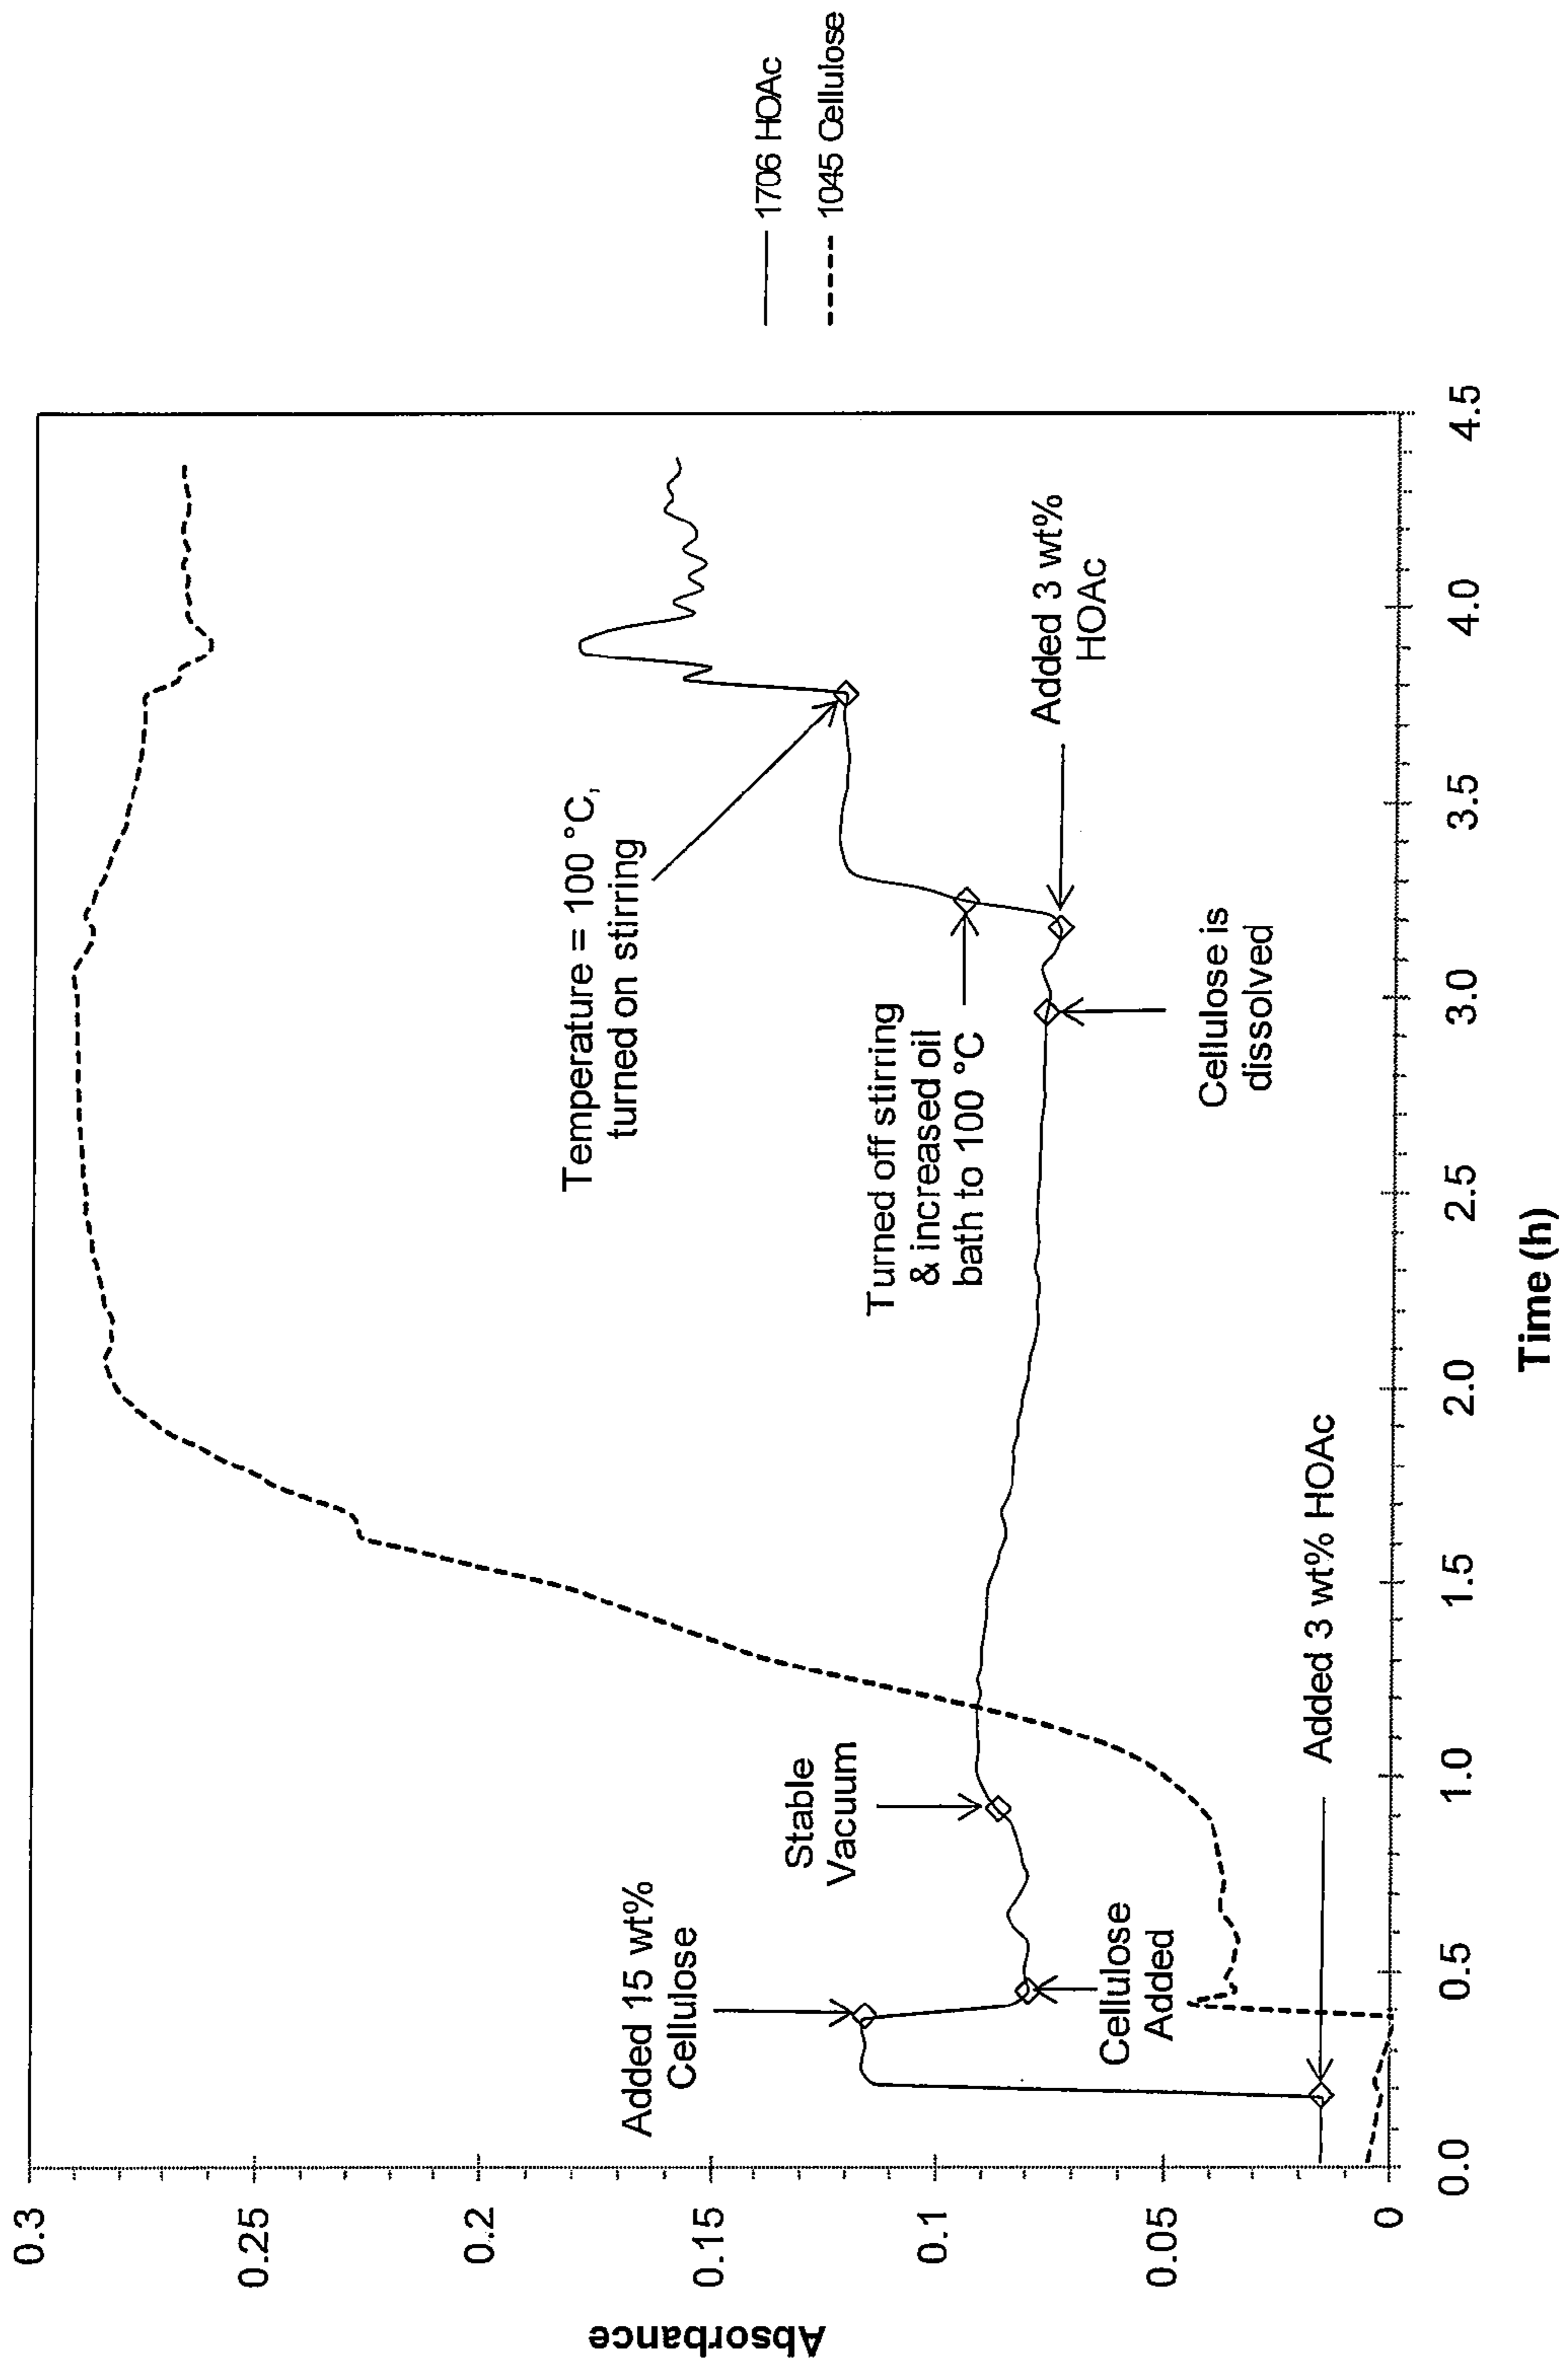 Absorbance
0.3
0.25
0.2
0.15
0.1
0.05
0
0.0
0.5
1.0
1.5
2.0
2.5
3.0
3.5
4.0
4.5
Time (h)
Added 15 wt%
Cellulose
Stable
Vacuum
Cellulose
Added
Added 3 wt% HOAc
Temperature = 100 °C,
turned on stirring
Turned off stirring
& increased oil
bath to 100 °C
Cellulose is
dissolved
Added 3 wt%
HOAc
1706 HOAc
1045 Cellulose